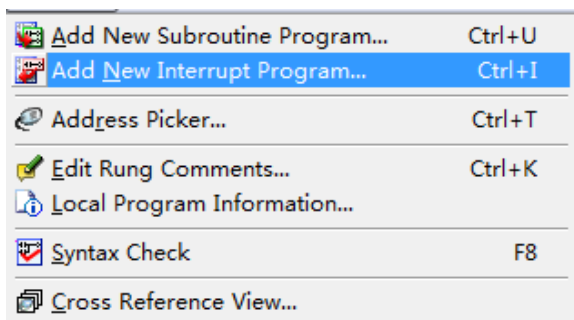 Add New Subroutine Program... Ctrl+U
Add New Interrupt Program... Ctrl+I
Address Picker... Ctrl+T
Edit Rung Comments... Ctrl+K
Local Program Information...
Syntax Check F8
Cross Reference View...